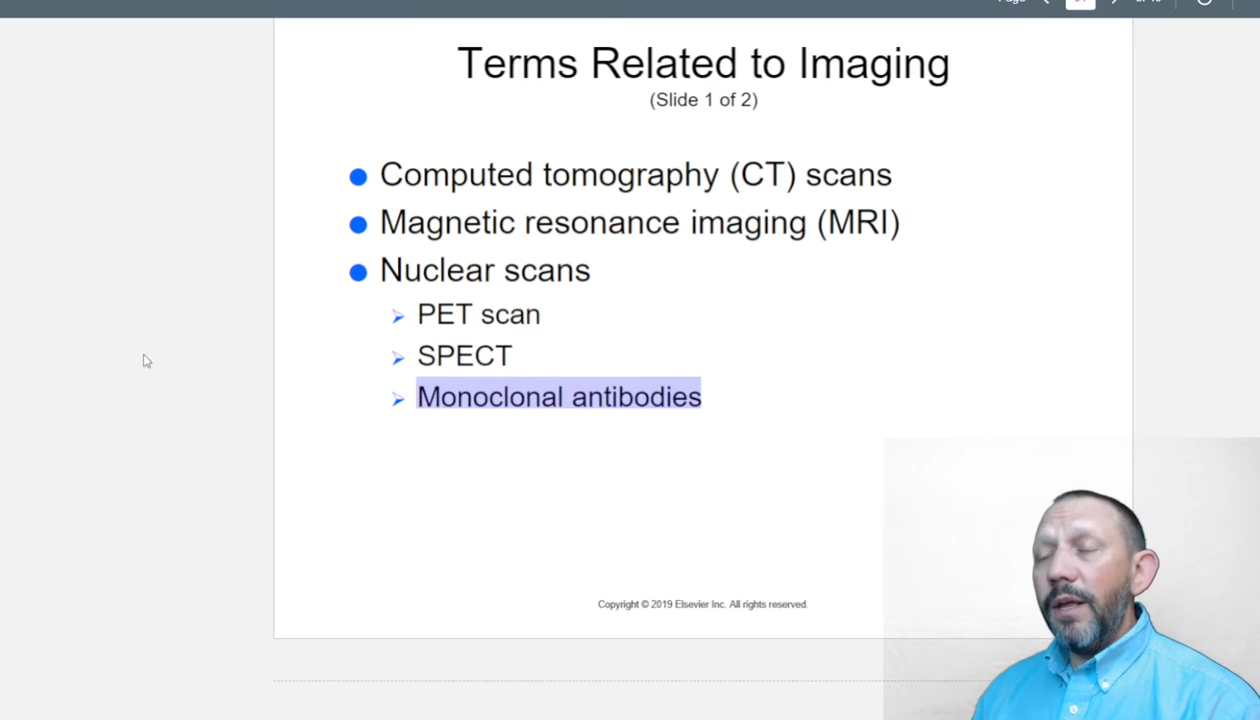 Terms Related to Imaging
(Slide 1 of 2)
Computed tomography (CT) scans
Magnetic resonance imaging (MRI)
Nuclear scans
PET scan
SPECT
Monoclonal antibodies
Copyright © 2019 Elsevier Inc. All rights reserved.